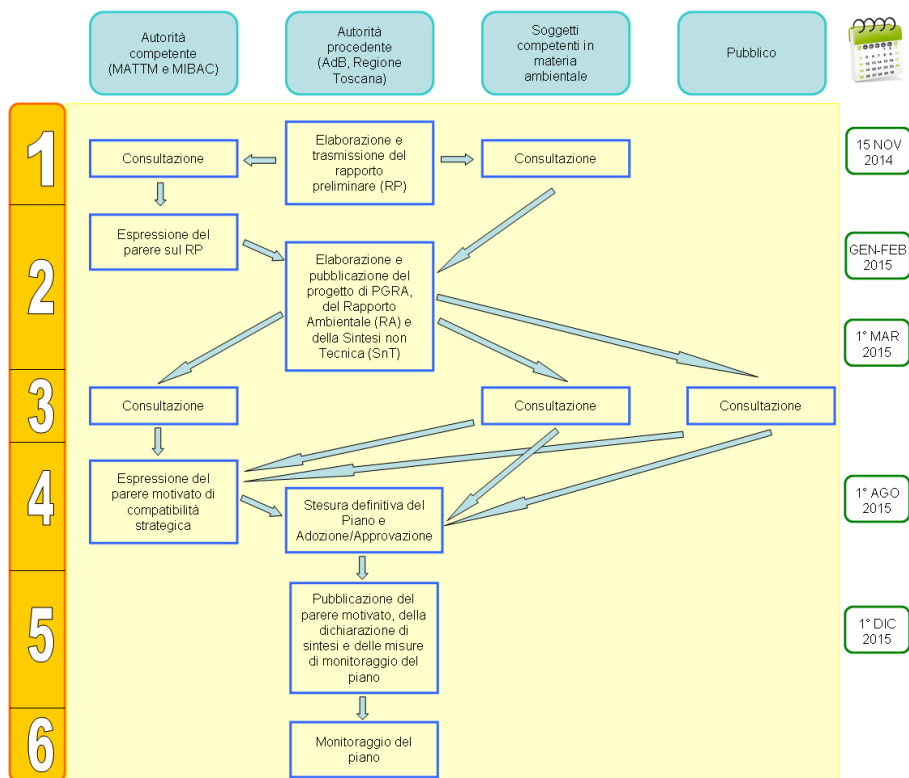 Autorità
competente
(MATTM e MIBAC)
Autorità
procedente
(AdB, Regione
Toscana)
Soggetti
competenti in
materia
ambientale
Pubblico
1
Consultazione
Elaborazione e
trasmissione del
rapporto
preliminare (RP)
Consultazione
15 NOV
2014
2
Espressione del
parere sul RP
Elaborazione e
pubblicazione del
progetto di PGRA,
del Rapporto
Ambientale (RA) e
della Sintesi non
Tecnica (SnT)
GEN-FEB
2015
1° MAR
2015
3
Consultazione
Consultazione
Consultazione
4
Espressione del
parere motivato di
compatibilità
strategica
Stesura definitiva del
Piano e
Adozione/Approvazione
1° AGO
2015
5
Pubblicazione del
parere motivato, della
dichiarazione di
sintesi e delle misure
di monitoraggio del
piano
1° DIC
2015
6
Monitoraggio del
piano